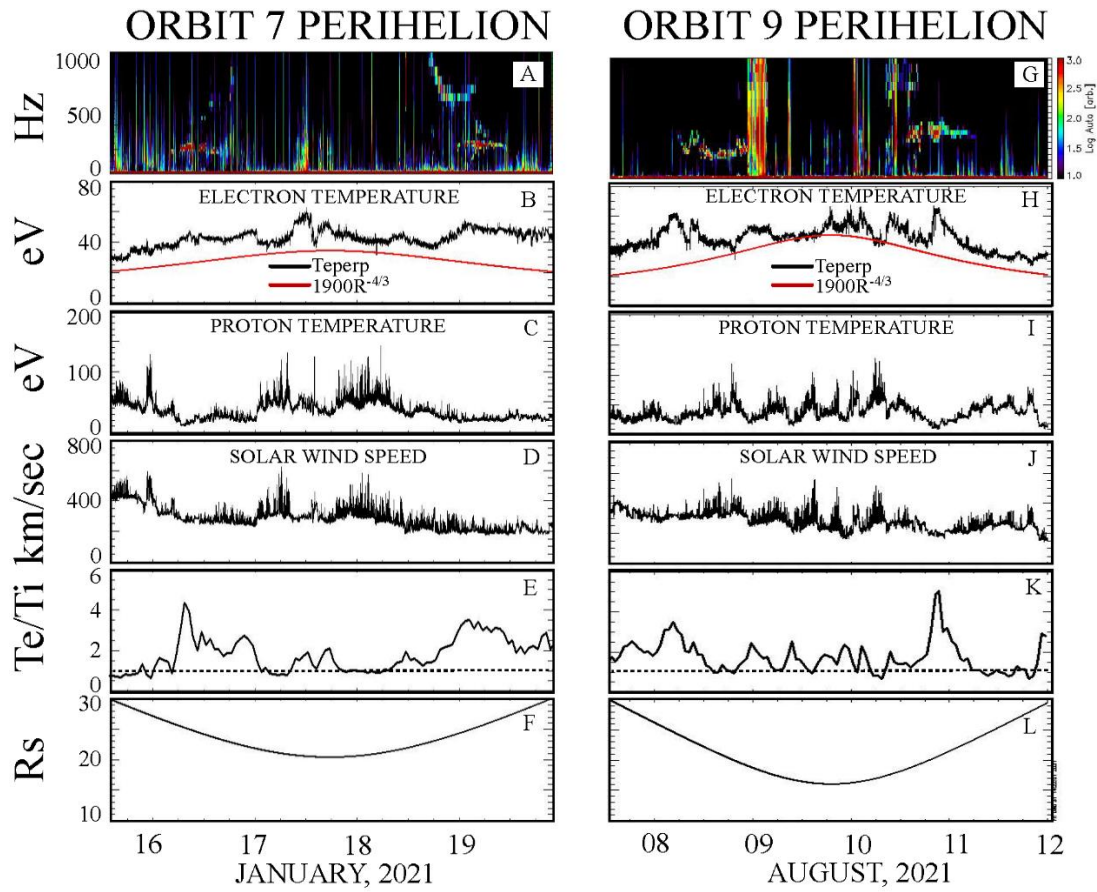 ORBIT 7 PERIHELION
ORBIT 9 PERIHELION
Hz
1000
500
0
A
G
3.0
2.5
2.0
1.5
1.0
Log Auto [arb.]
eV
80
40
0
ELECTRON TEMPERATURE
B
Teperp
1900R-4/3
ELECTRON TEMPERATURE
H
Teperp
1900R-4/3
eV
200
100
0
PROTON TEMPERATURE
C
PROTON TEMPERATURE
I
km/sec
800
400
0
SOLAR WIND SPEED
D
SOLAR WIND SPEED
J
Te/Ti
6
4
2
1
0
E
K
Rs
30
20
10
F
L
16 17 18 19
JANUARY, 2021
08 09 10 11 12
AUGUST, 2021